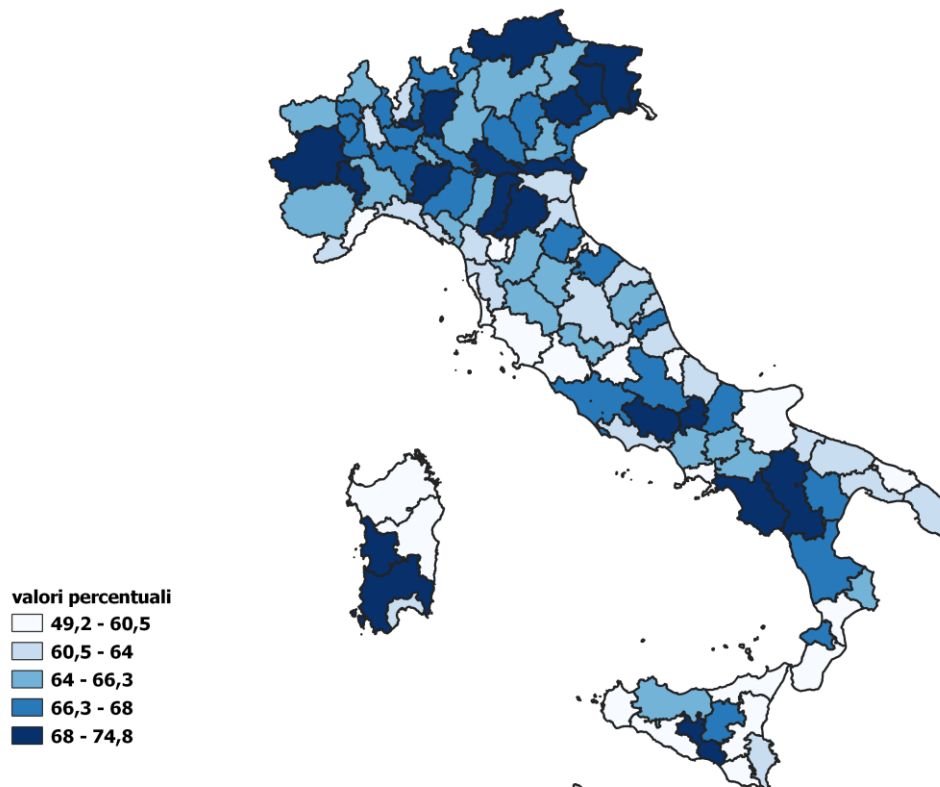 valori percentuali
49,2 - 60,5
60,5 - 64
64 - 66,3
66,3 - 68
68 - 74,8